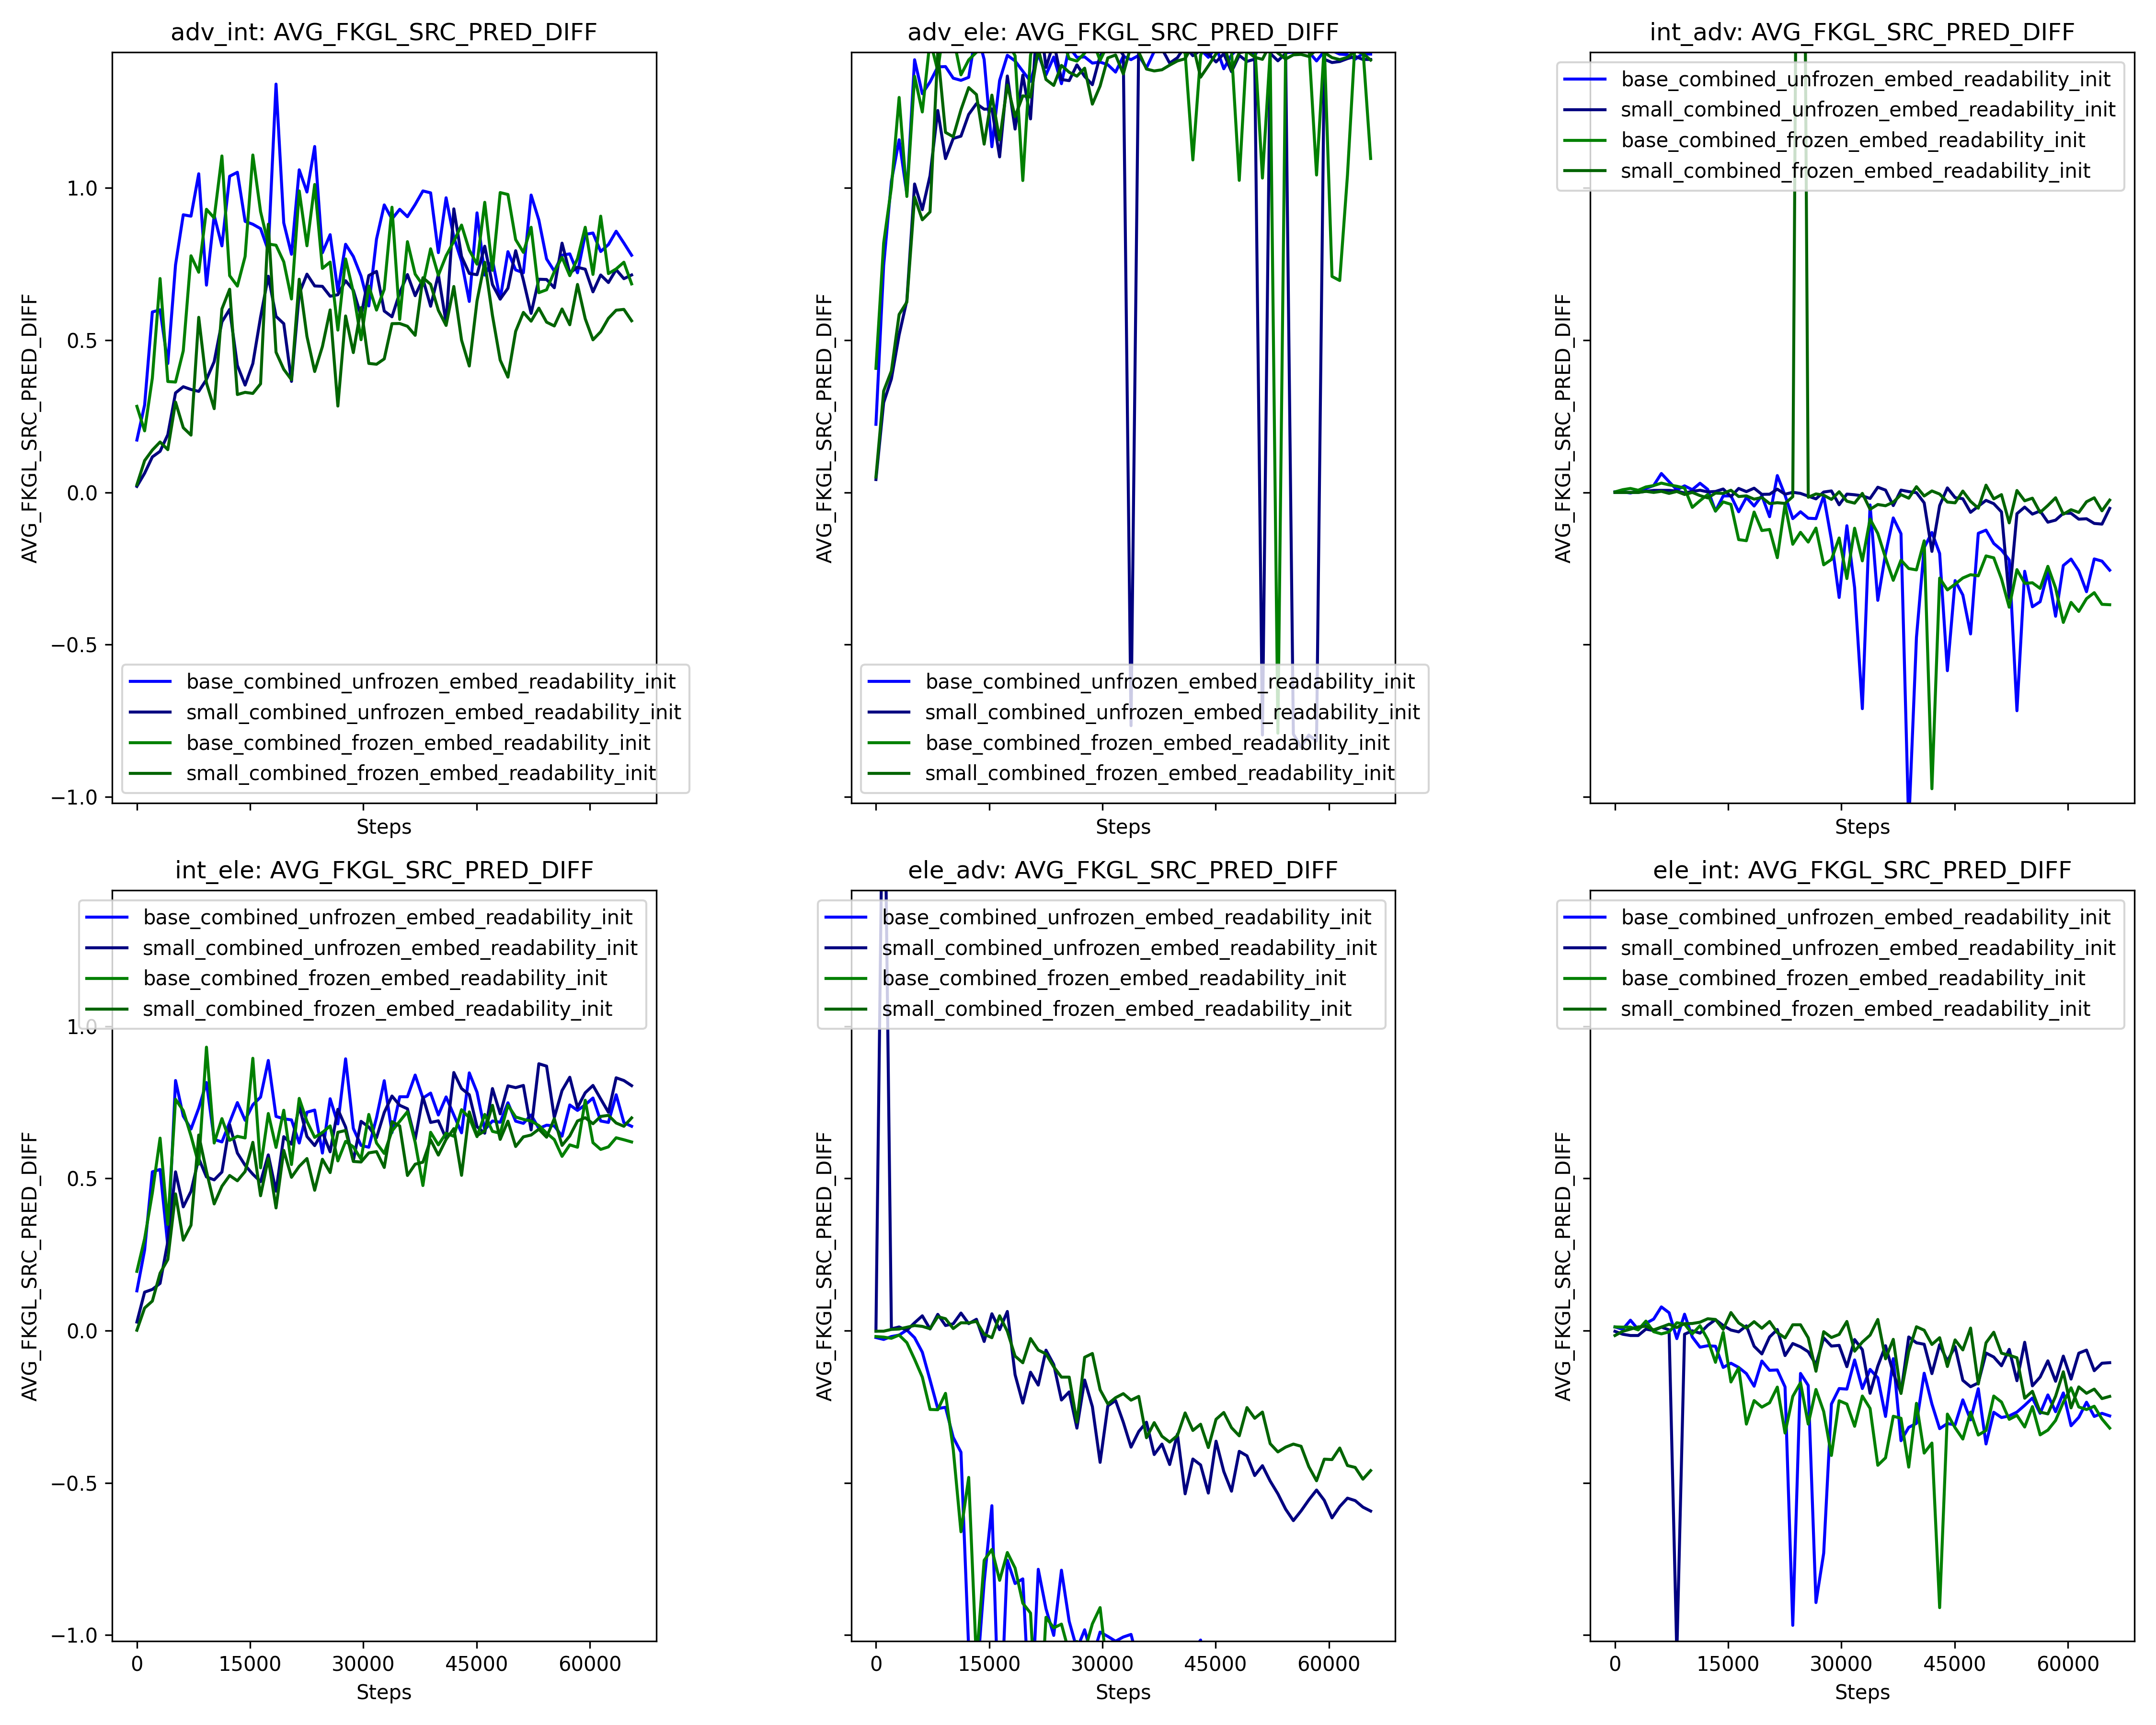 adv_int: AVG_FKGL_SRC_PRED_DIFF
AVG_FKGL_SRC_PRED_DIFF
1.0
0.5
0.0
−0.5
−1.0
base_combined_unfrozen_embed_readability_init
small_combined_unfrozen_embed_readability_init
base_combined_frozen_embed_readability_init
small_combined_frozen_embed_readability_init
Steps
adv_ele: AVG_FKGL_SRC_PRED_DIFF
AVG_FKGL_SRC_PRED_DIFF
base_combined_unfrozen_embed_readability_init
small_combined_unfrozen_embed_readability_init
base_combined_frozen_embed_readability_init
small_combined_frozen_embed_readability_init
Steps
int_adv: AVG_FKGL_SRC_PRED_DIFF
AVG_FKGL_SRC_PRED_DIFF
base_combined_unfrozen_embed_readability_init
small_combined_unfrozen_embed_readability_init
base_combined_frozen_embed_readability_init
small_combined_frozen_embed_readability_init
Steps
int_ele: AVG_FKGL_SRC_PRED_DIFF
AVG_FKGL_SRC_PRED_DIFF
base_combined_unfrozen_embed_readability_init
small_combined_unfrozen_embed_readability_init
base_combined_frozen_embed_readability_init
small_combined_frozen_embed_readability_init
1.0
0.5
0.0
−0.5
−1.0
0 15000 30000 45000 60000
Steps
ele_adv: AVG_FKGL_SRC_PRED_DIFF
AVG_FKGL_SRC_PRED_DIFF
base_combined_unfrozen_embed_readability_init
small_combined_unfrozen_embed_readability_init
base_combined_frozen_embed_readability_init
small_combined_frozen_embed_readability_init
0 15000 30000 45000 60000
Steps
ele_int: AVG_FKGL_SRC_PRED_DIFF
AVG_FKGL_SRC_PRED_DIFF
base_combined_unfrozen_embed_readability_init
small_combined_unfrozen_embed_readability_init
base_combined_frozen_embed_readability_init
small_combined_frozen_embed_readability_init
0 15000 30000 45000 60000
Steps